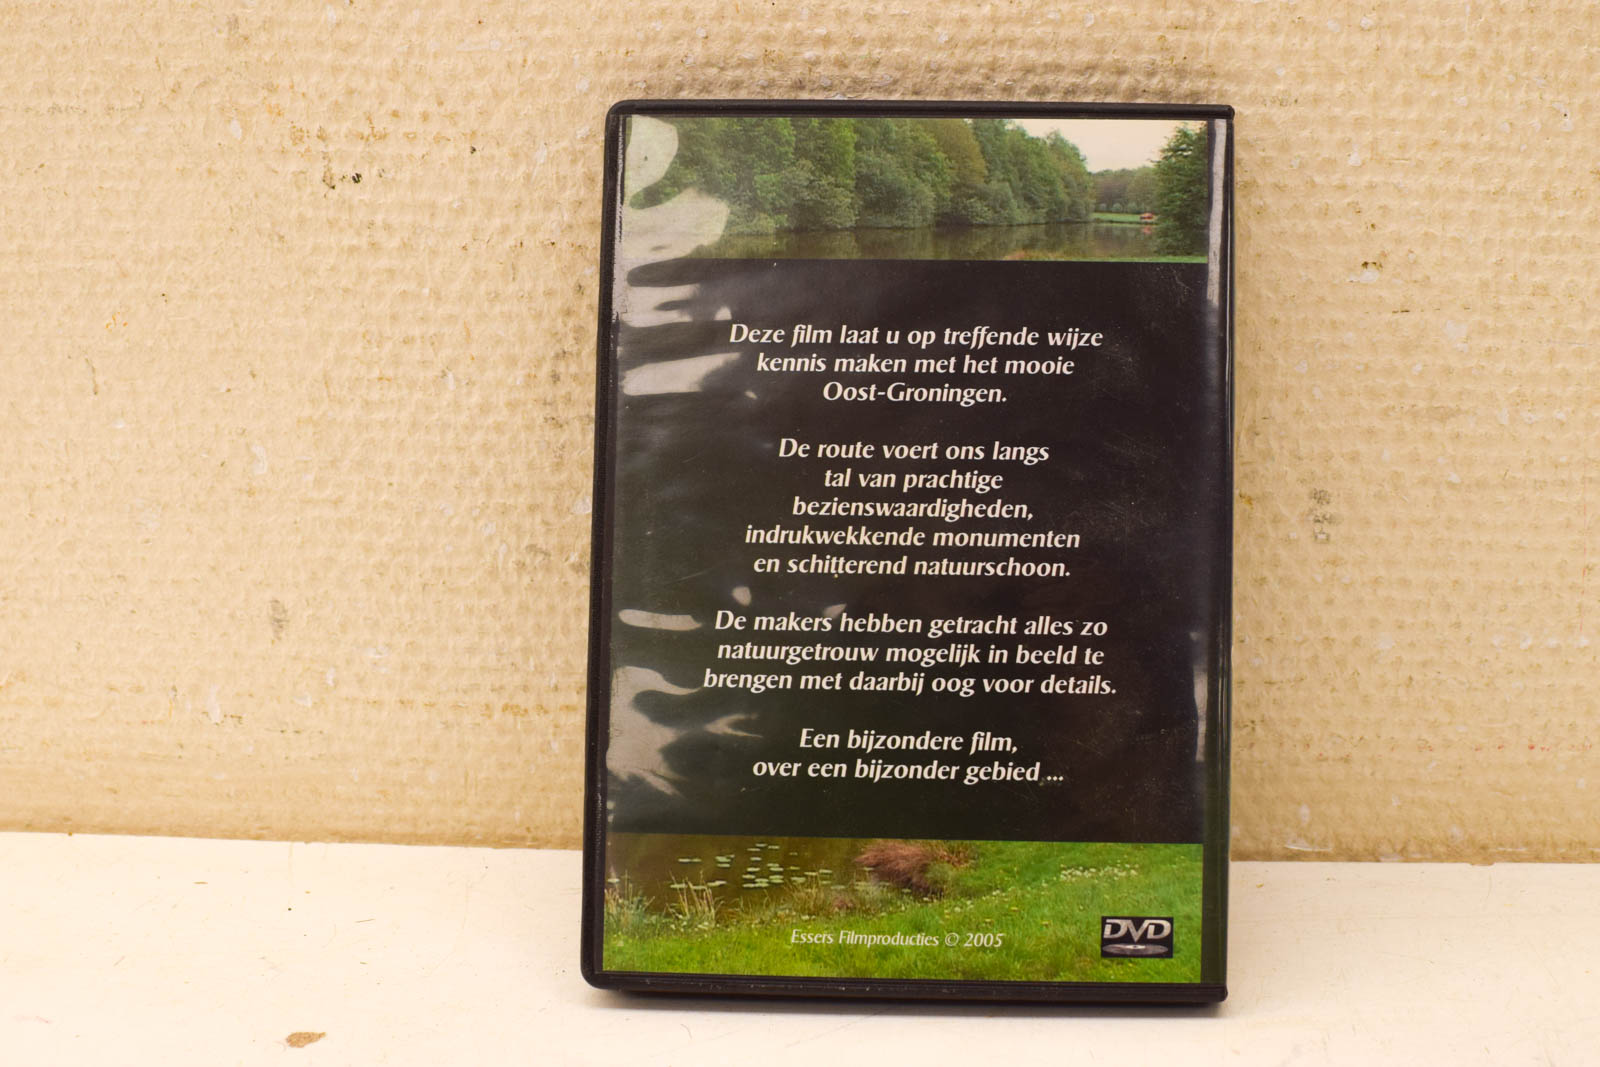 Deze film laat u op treffende wijze
kennis maken met het mooie
Oost-Groningen.
De route voert ons langs
tal van prachtige
bezienswaardigheden,
indrukwekkende monumenten
en schitterend natuurschoon.
De makers hebben getracht alles zo
natuurgetrouw mogelijk in beeld te
brengen met daarbij oog voor details.
Een bijzondere film,
over een bijzonder gebied ...
Essers Filmproducties © 2005
DVD